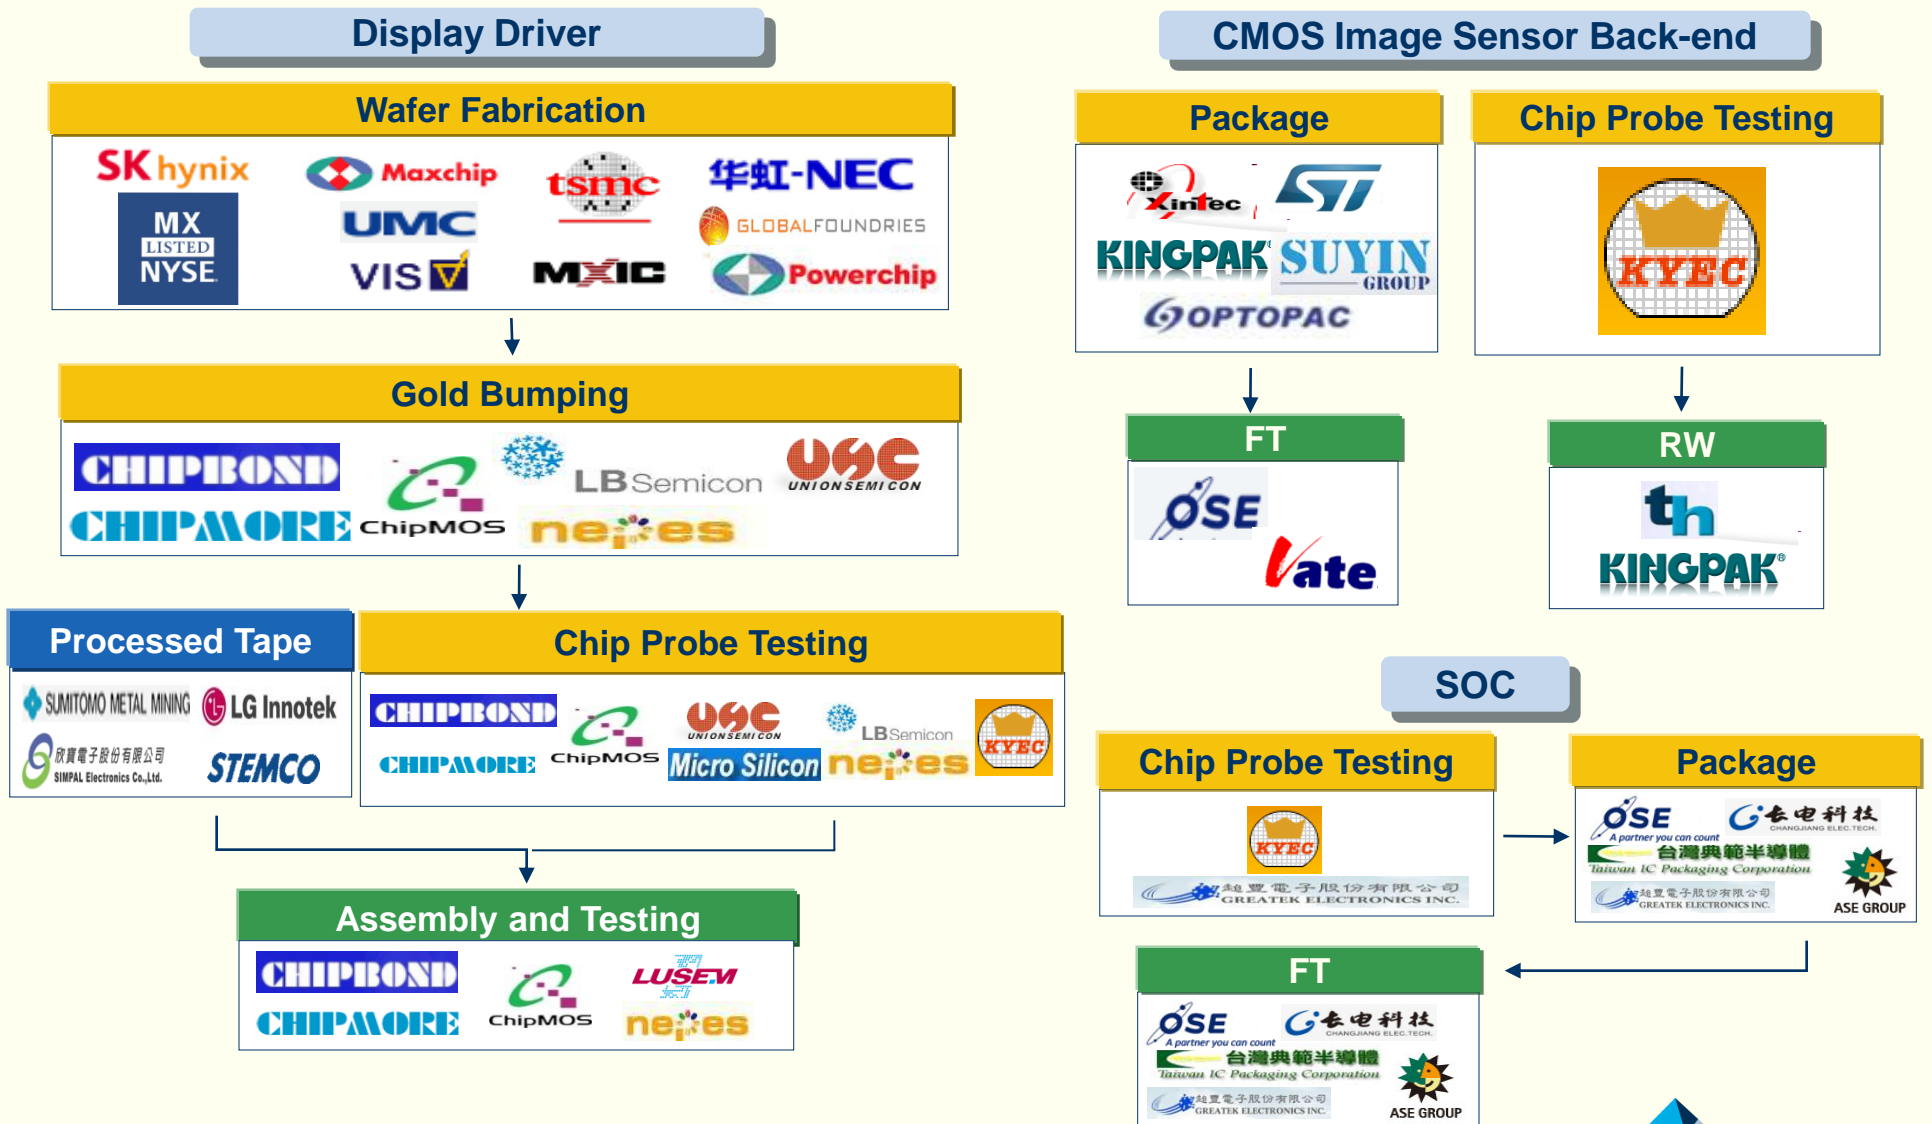 Display Driver
Wafer Fabrication
SK hynix
Maxchip
tsmc
华虹-NEC
MX
LISTED
NYSE
UMC
GLOBALFOUNDRIES
VIS
MXIC
Powerchip
Gold Bumping
CHIPBOND
ChipMOS
LB Semicon
USC
UNIONSEMICON
CHIPMORE
nepes
Processed Tape
SUMITOMO METAL MINING
LG Innotek
欣寶電子股份有限公司
SIMPAL Electronics Co.,Ltd.
STEMCO
Chip Probe Testing
CHIPBOND
ChipMOS
USC
UNIONSEMICON
LB Semicon
KYEC
CHIPMORE
Micro Silicon
nepes
Assembly and Testing
CHIPBOND
ChipMOS
LUSEM
CHIPMORE
nepes
CMOS Image Sensor Back-end
Package
Xintec
ST
KINGPAK
SUYIN
GROUP
OPTOPAC
Chip Probe Testing
KYEC
FT
OSE
Vate
RW
th
KINGPAK®
SOC
Chip Probe Testing
KYEC
超豐電子股份有限公司
GREATEK ELECTRONICS INC.
Package
OSE
A partner you can count
长电科技
CHANGJIANG ELEC.TECH.
台灣典範半導體
Taiwan IC Packaging Corporation
超豐電子股份有限公司
GREATEK ELECTRONICS INC.
ASE GROUP
FT
OSE
A partner you can count
长电科技
CHANGJIANG ELEC.TECH.
台灣典範半導體
Taiwan IC Packaging Corporation
超豐電子股份有限公司
GREATEK ELECTRONICS INC.
ASE GROUP